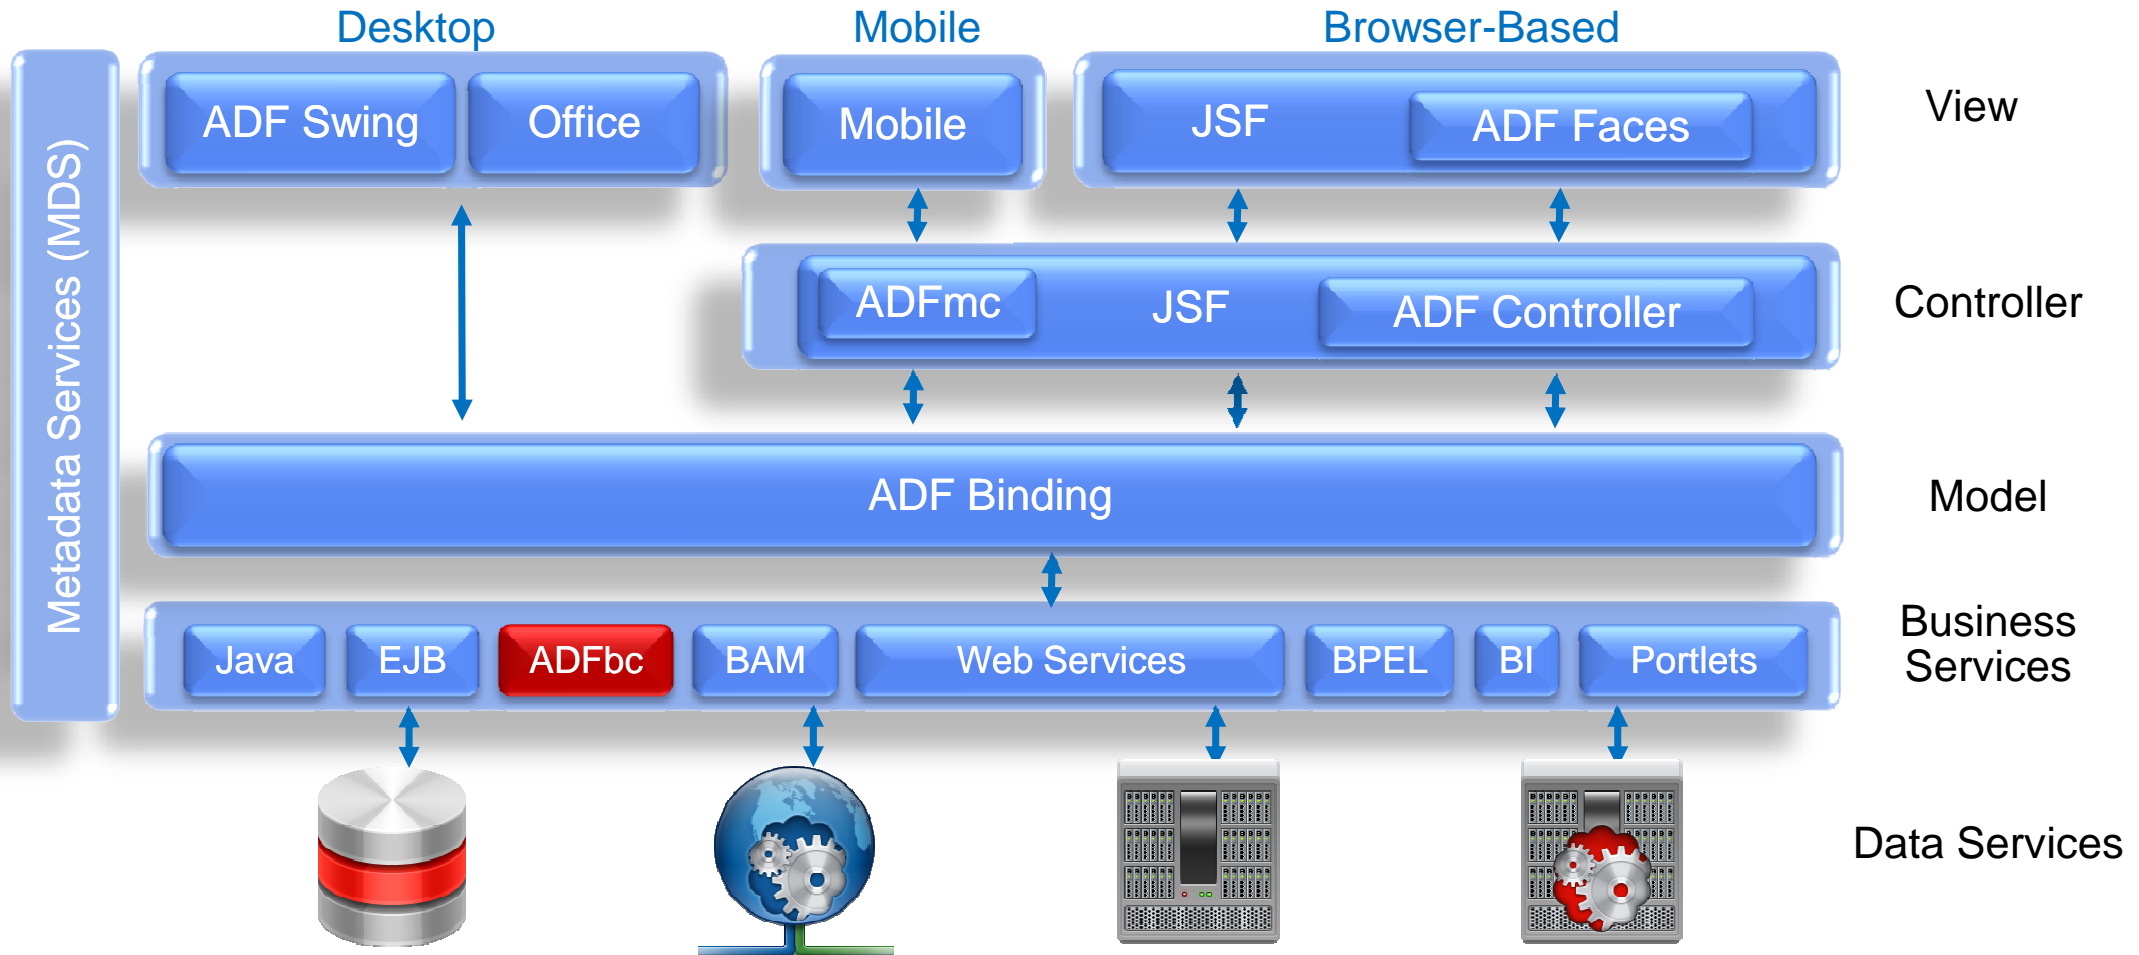 Desktop
Mobile
Browser-Based
Metadata Services (MDS)
ADF Swing
Office
Mobile
JSF
ADF Faces
View
ADFmc
JSF
ADF Controller
Controller
ADF Binding
Model
Java
EJB
ADFbc
BAM
Web Services
BPEL
BI
Portlets
Business
Services
Data Services